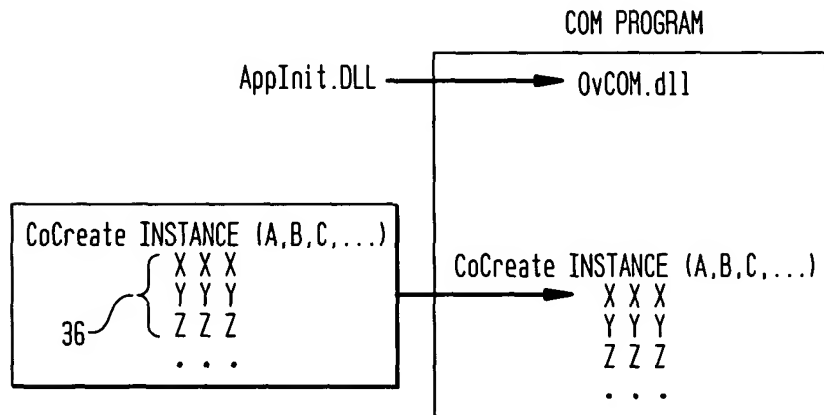 COM PROGRAM
AppInit.DLL
OvCOM.dll
CoCreate INSTANCE (A,B,C,...)
X X X
Y Y Y
Z Z Z
. . .
36
CoCreate INSTANCE (A,B,C,...)
X X X
Y Y Y
Z Z Z
. . .